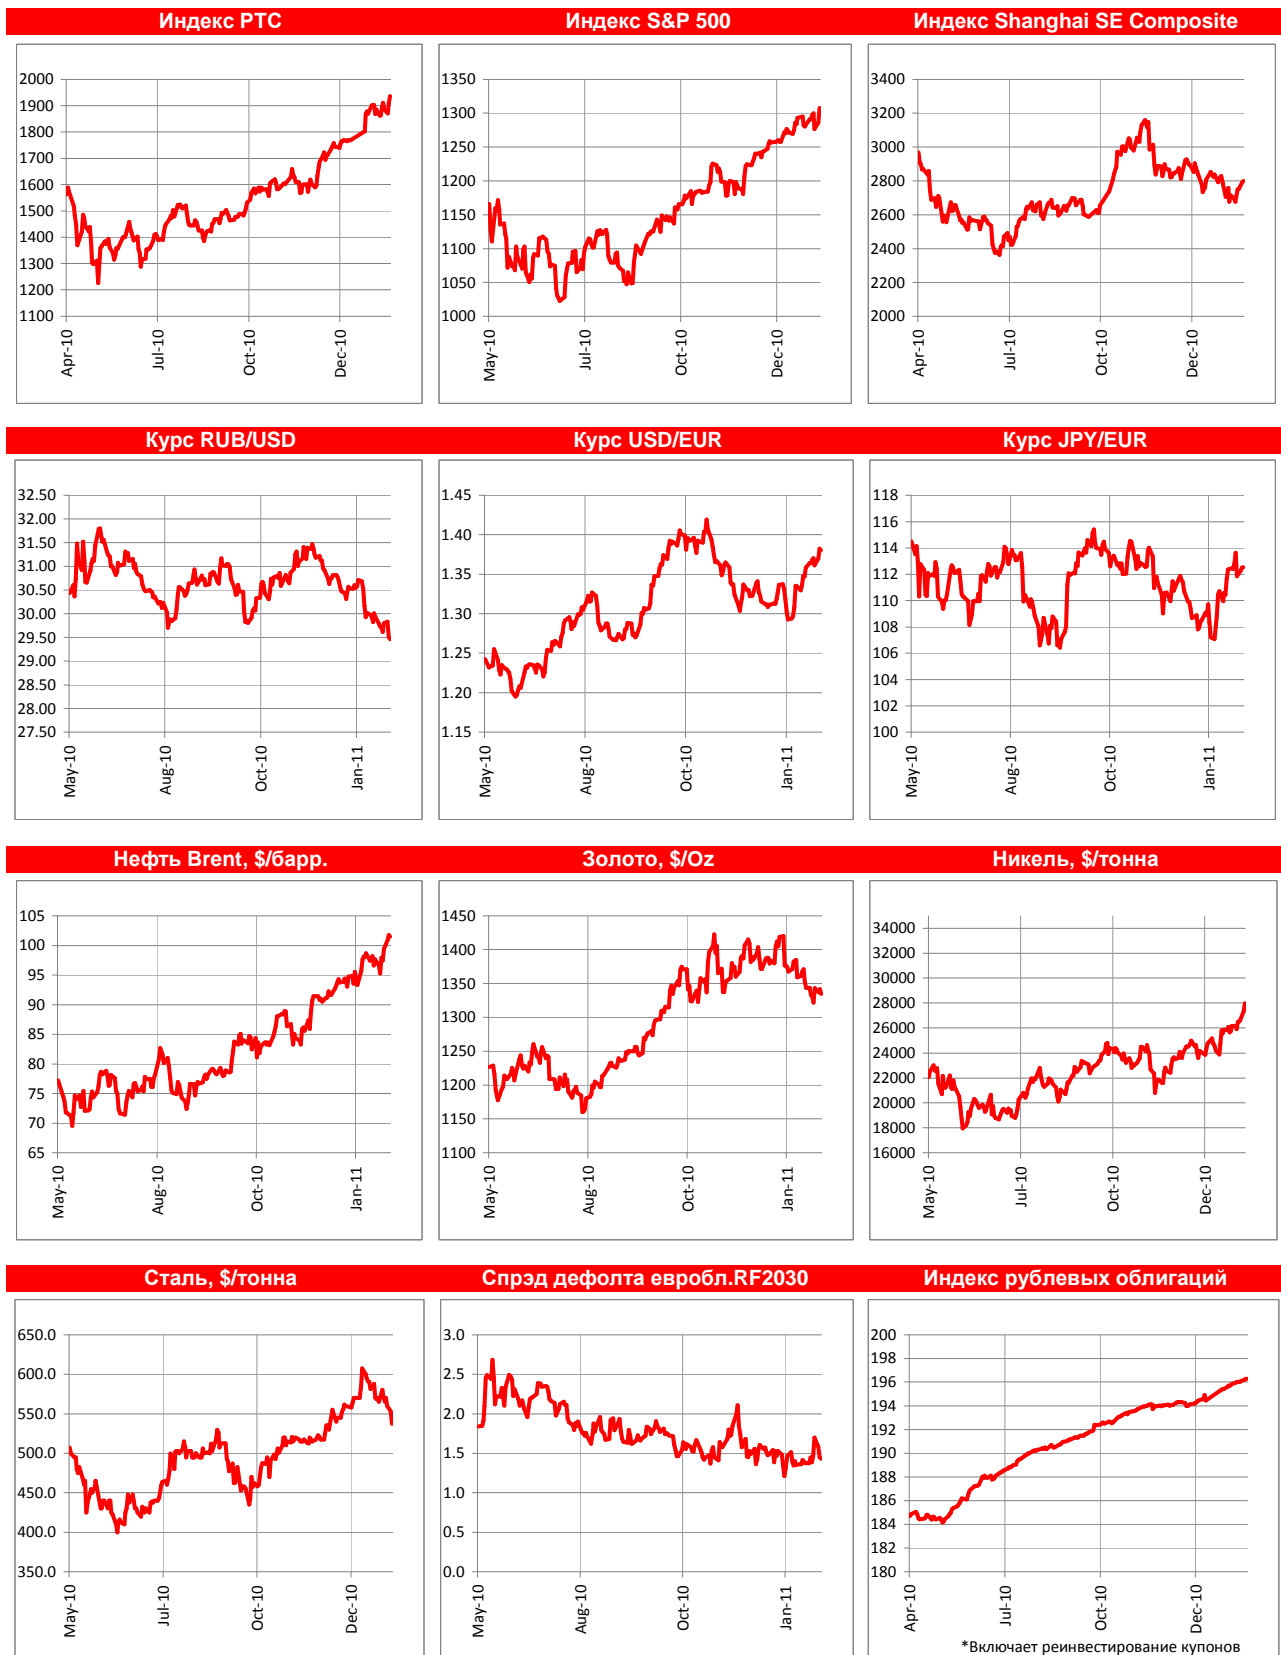 Индекс РТС
Индекс S&P 500
Индекс Shanghai SE Composite
2000
1900
1800
1700
1600
1500
1400
1300
1200
1100
Apr-10
Jul-10
Oct-10
Dec-10
1350
1300
1250
1200
1150
1100
1050
1000
May-10
Jul-10
Oct-10
Dec-10
3400
3200
3000
2800
2600
2400
2200
2000
Apr-10
Jul-10
Oct-10
Dec-10
Курс RUB/USD
Курс USD/EUR
Курс JPY/EUR
32.50
32.00
31.50
31.00
30.50
30.00
29.50
29.00
28.50
28.00
27.50
May-10
Aug-10
Oct-10
Jan-11
1.45
1.40
1.35
1.30
1.25
1.20
1.15
May-10
Aug-10
Oct-10
Jan-11
118
116
114
112
110
108
106
104
102
100
May-10
Aug-10
Oct-10
Jan-11
Нефть Brent, $/барр.
Золото, $/Oz
Никель, $/тонна
105
100
95
90
85
80
75
70
65
May-10
Aug-10
Oct-10
Jan-11
1450
1400
1350
1300
1250
1200
1150
1100
May-10
Aug-10
Oct-10
Jan-11
34000
32000
30000
28000
26000
24000
22000
20000
18000
16000
May-10
Jul-10
Oct-10
Dec-10
Сталь, $/тонна
Спрэд дефолта евробл.RF2030
Индекс рублевых облигаций
650.0
600.0
550.0
500.0
450.0
400.0
350.0
May-10
Jul-10
Oct-10
Dec-10
3.0
2.5
2.0
1.5
1.0
0.5
0.0
May-10
Aug-10
Oct-10
Jan-11
200
198
196
194
192
190
188
186
184
182
180
Apr-10
Jul-10
Oct-10
Dec-10
*Включает реинвестирование купонов